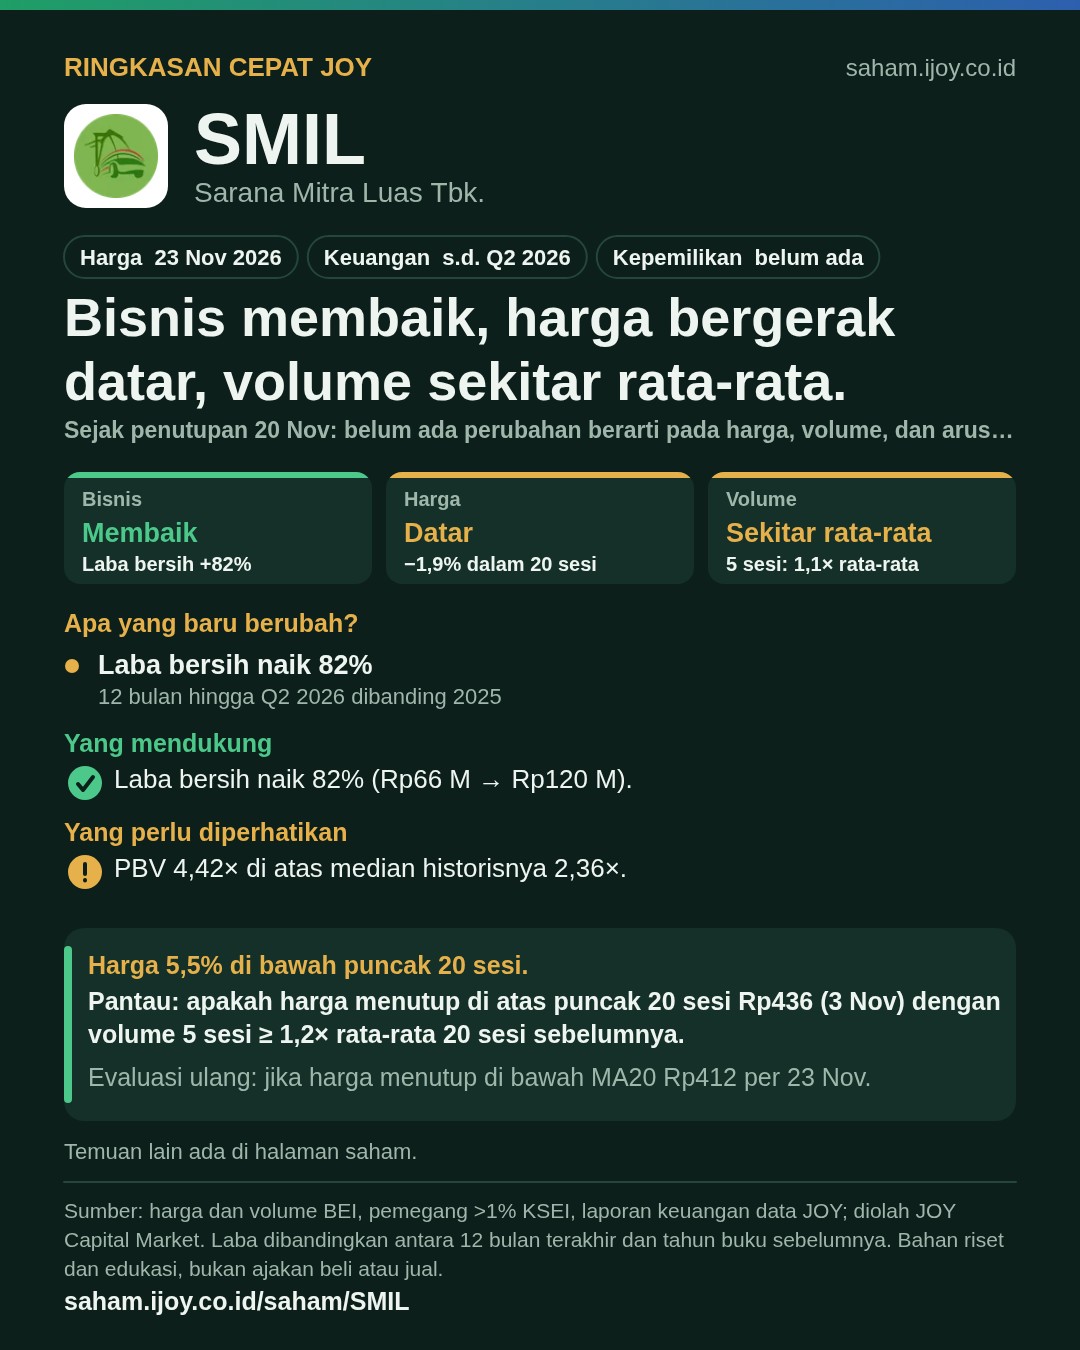 RINGKASAN CEPAT JOY
saham.ijoy.co.id
SMIL
Sarana Mitra Luas Tbk.
Harga 23 Nov 2026
Keuangan s.d. Q2 2026
Kepemilikan belum ada
Bisnis membaik, harga bergerak
datar, volume sekitar rata-rata.
Sejak penutupan 20 Nov: belum ada perubahan berarti pada harga, volume, dan arus…
Bisnis
Membaik
Laba bersih +82%
Harga
Datar
−1,9% dalam 20 sesi
Volume
Sekitar rata-rata
5 sesi: 1,1× rata-rata
Apa yang baru berubah?
Laba bersih naik 82%
12 bulan hingga Q2 2026 dibanding 2025
Yang mendukung
Laba bersih naik 82% (Rp66 M → Rp120 M).
Yang perlu diperhatikan
PBV 4,42× di atas median historisnya 2,36×.
Harga 5,5% di bawah puncak 20 sesi.
Pantau: apakah harga menutup di atas puncak 20 sesi Rp436 (3 Nov) dengan
volume 5 sesi ≥ 1,2× rata-rata 20 sesi sebelumnya.
Evaluasi ulang: jika harga menutup di bawah MA20 Rp412 per 23 Nov.
Temuan lain ada di halaman saham.
Sumber: harga dan volume BEI, pemegang >1% KSEI, laporan keuangan data JOY; diolah JOY
Capital Market. Laba dibandingkan antara 12 bulan terakhir dan tahun buku sebelumnya. Bahan riset
dan edukasi, bukan ajakan beli atau jual.
saham.ijoy.co.id/saham/SMIL